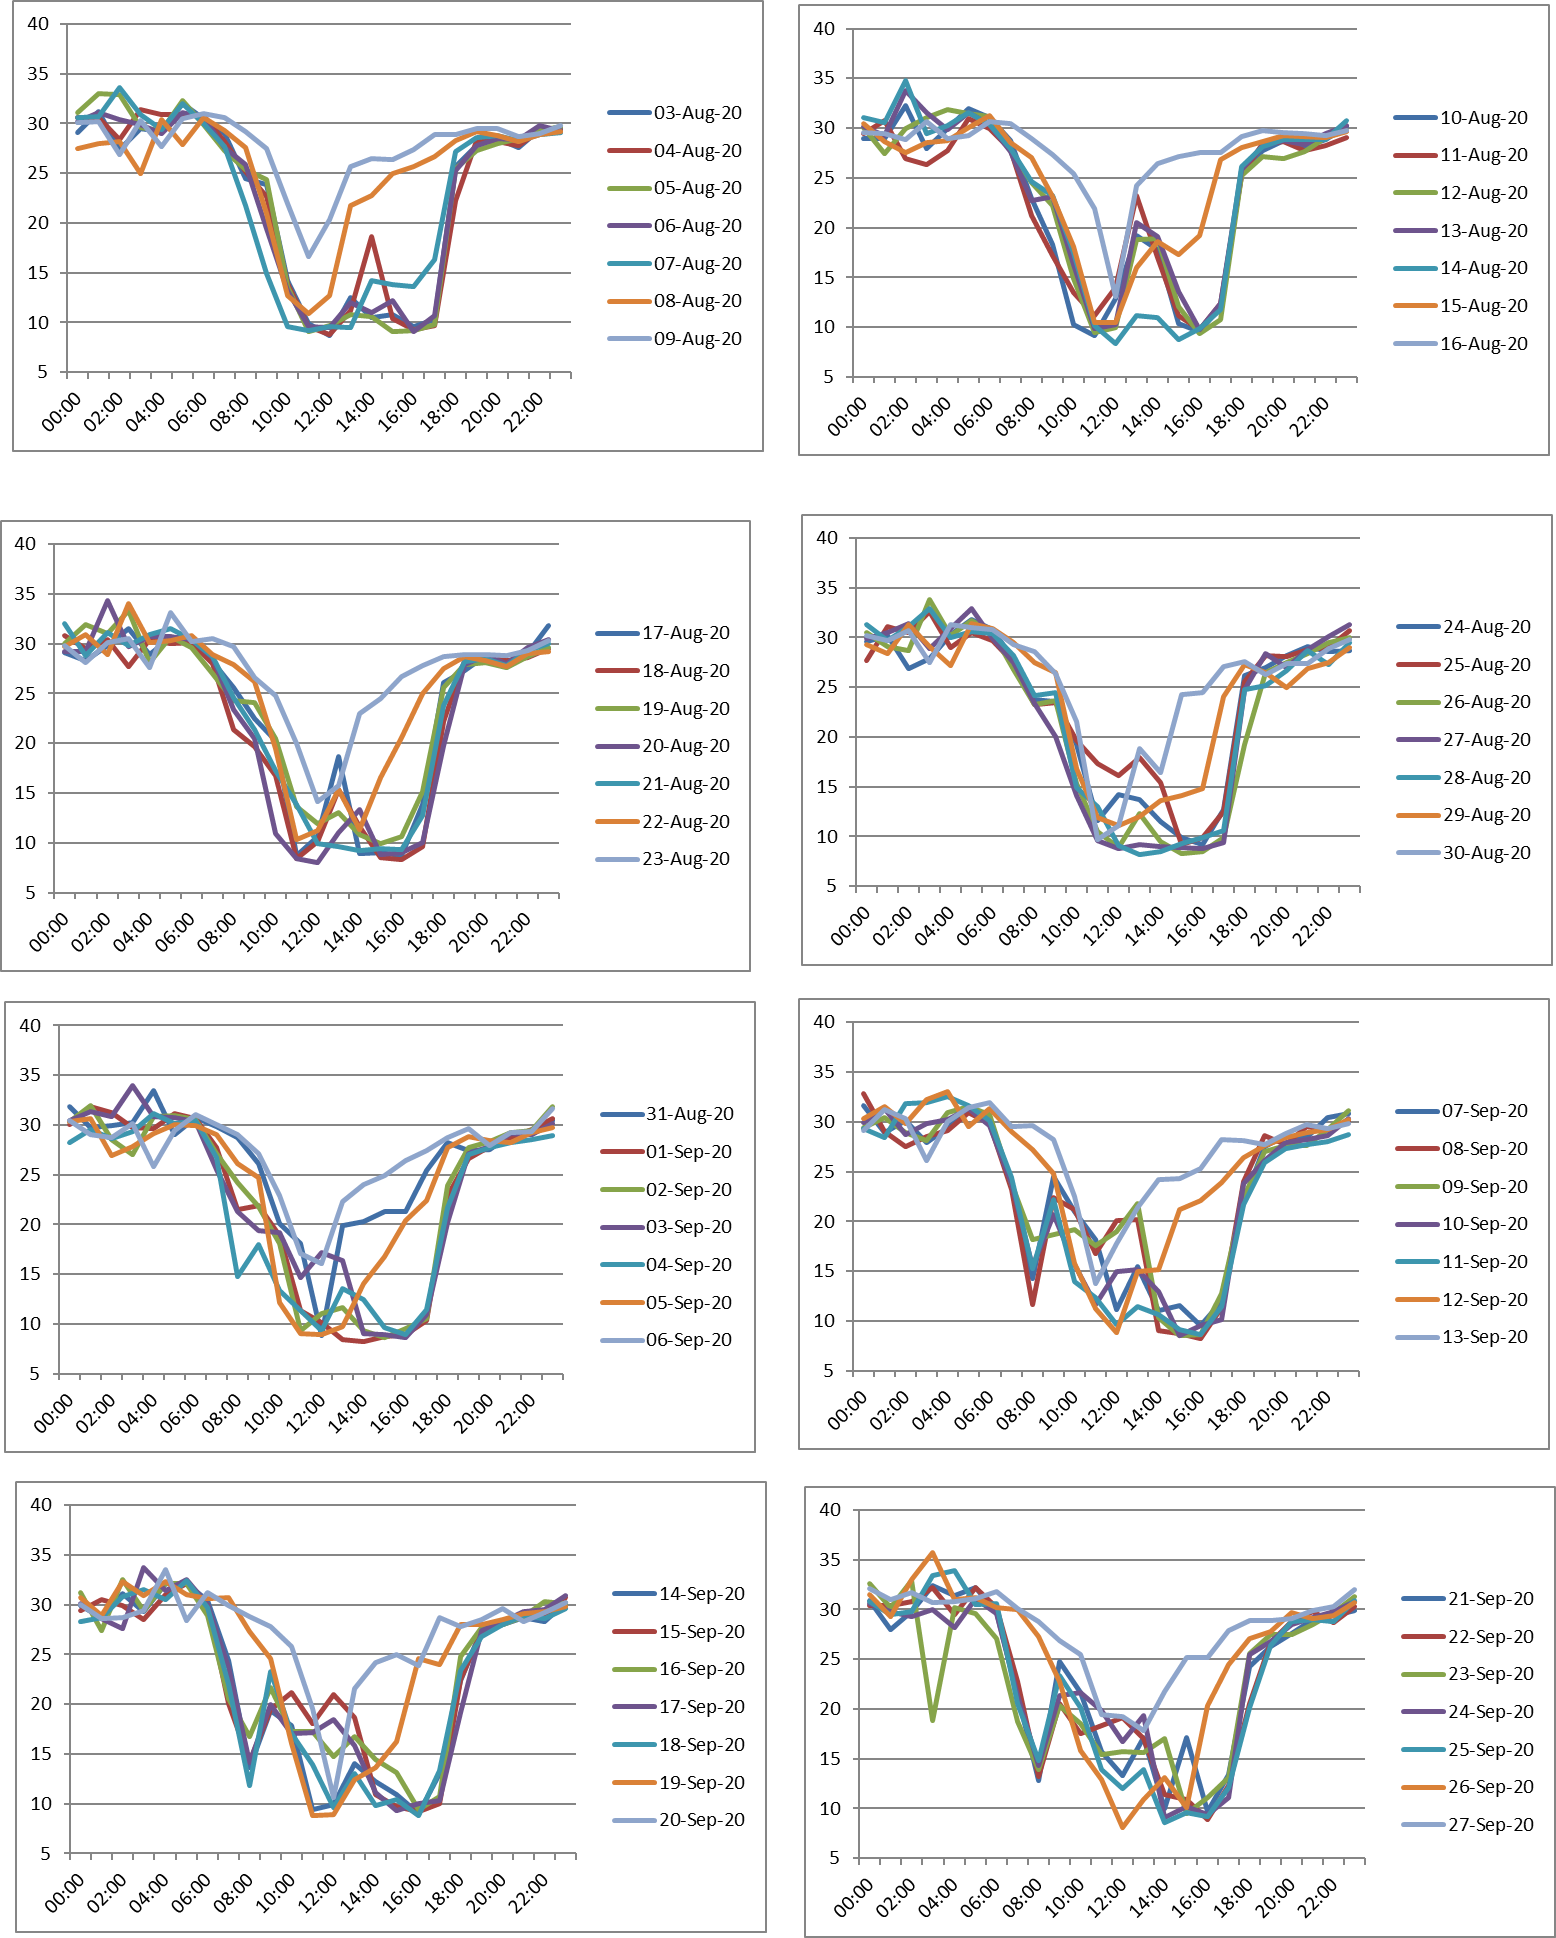 40
35
30
25
20
15
10
5
00:00 02:00 04:00 06:00 08:00 10:00 12:00 14:00 16:00 18:00 20:00 22:00
03-Aug-20
04-Aug-20
05-Aug-20
06-Aug-20
07-Aug-20
08-Aug-20
09-Aug-20
40
35
30
25
20
15
10
5
00:00 02:00 04:00 06:00 08:00 10:00 12:00 14:00 16:00 18:00 20:00 22:00
10-Aug-20
11-Aug-20
12-Aug-20
13-Aug-20
14-Aug-20
15-Aug-20
16-Aug-20
40
35
30
25
20
15
10
5
00:00 02:00 04:00 06:00 08:00 10:00 12:00 14:00 16:00 18:00 20:00 22:00
17-Aug-20
18-Aug-20
19-Aug-20
20-Aug-20
21-Aug-20
22-Aug-20
23-Aug-20
40
35
30
25
20
15
10
5
00:00 02:00 04:00 06:00 08:00 10:00 12:00 14:00 16:00 18:00 20:00 22:00
24-Aug-20
25-Aug-20
26-Aug-20
27-Aug-20
28-Aug-20
29-Aug-20
30-Aug-20
40
35
30
25
20
15
10
5
00:00 02:00 04:00 06:00 08:00 10:00 12:00 14:00 16:00 18:00 20:00 22:00
31-Aug-20
01-Sep-20
02-Sep-20
03-Sep-20
04-Sep-20
05-Sep-20
06-Sep-20
40
35
30
25
20
15
10
5
00:00 02:00 04:00 06:00 08:00 10:00 12:00 14:00 16:00 18:00 20:00 22:00
07-Sep-20
08-Sep-20
09-Sep-20
10-Sep-20
11-Sep-20
12-Sep-20
13-Sep-20
40
35
30
25
20
15
10
5
00:00 02:00 04:00 06:00 08:00 10:00 12:00 14:00 16:00 18:00 20:00 22:00
14-Sep-20
15-Sep-20
16-Sep-20
17-Sep-20
18-Sep-20
19-Sep-20
20-Sep-20
40
35
30
25
20
15
10
5
00:00 02:00 04:00 06:00 08:00 10:00 12:00 14:00 16:00 18:00 20:00 22:00
21-Sep-20
22-Sep-20
23-Sep-20
24-Sep-20
25-Sep-20
26-Sep-20
27-Sep-20